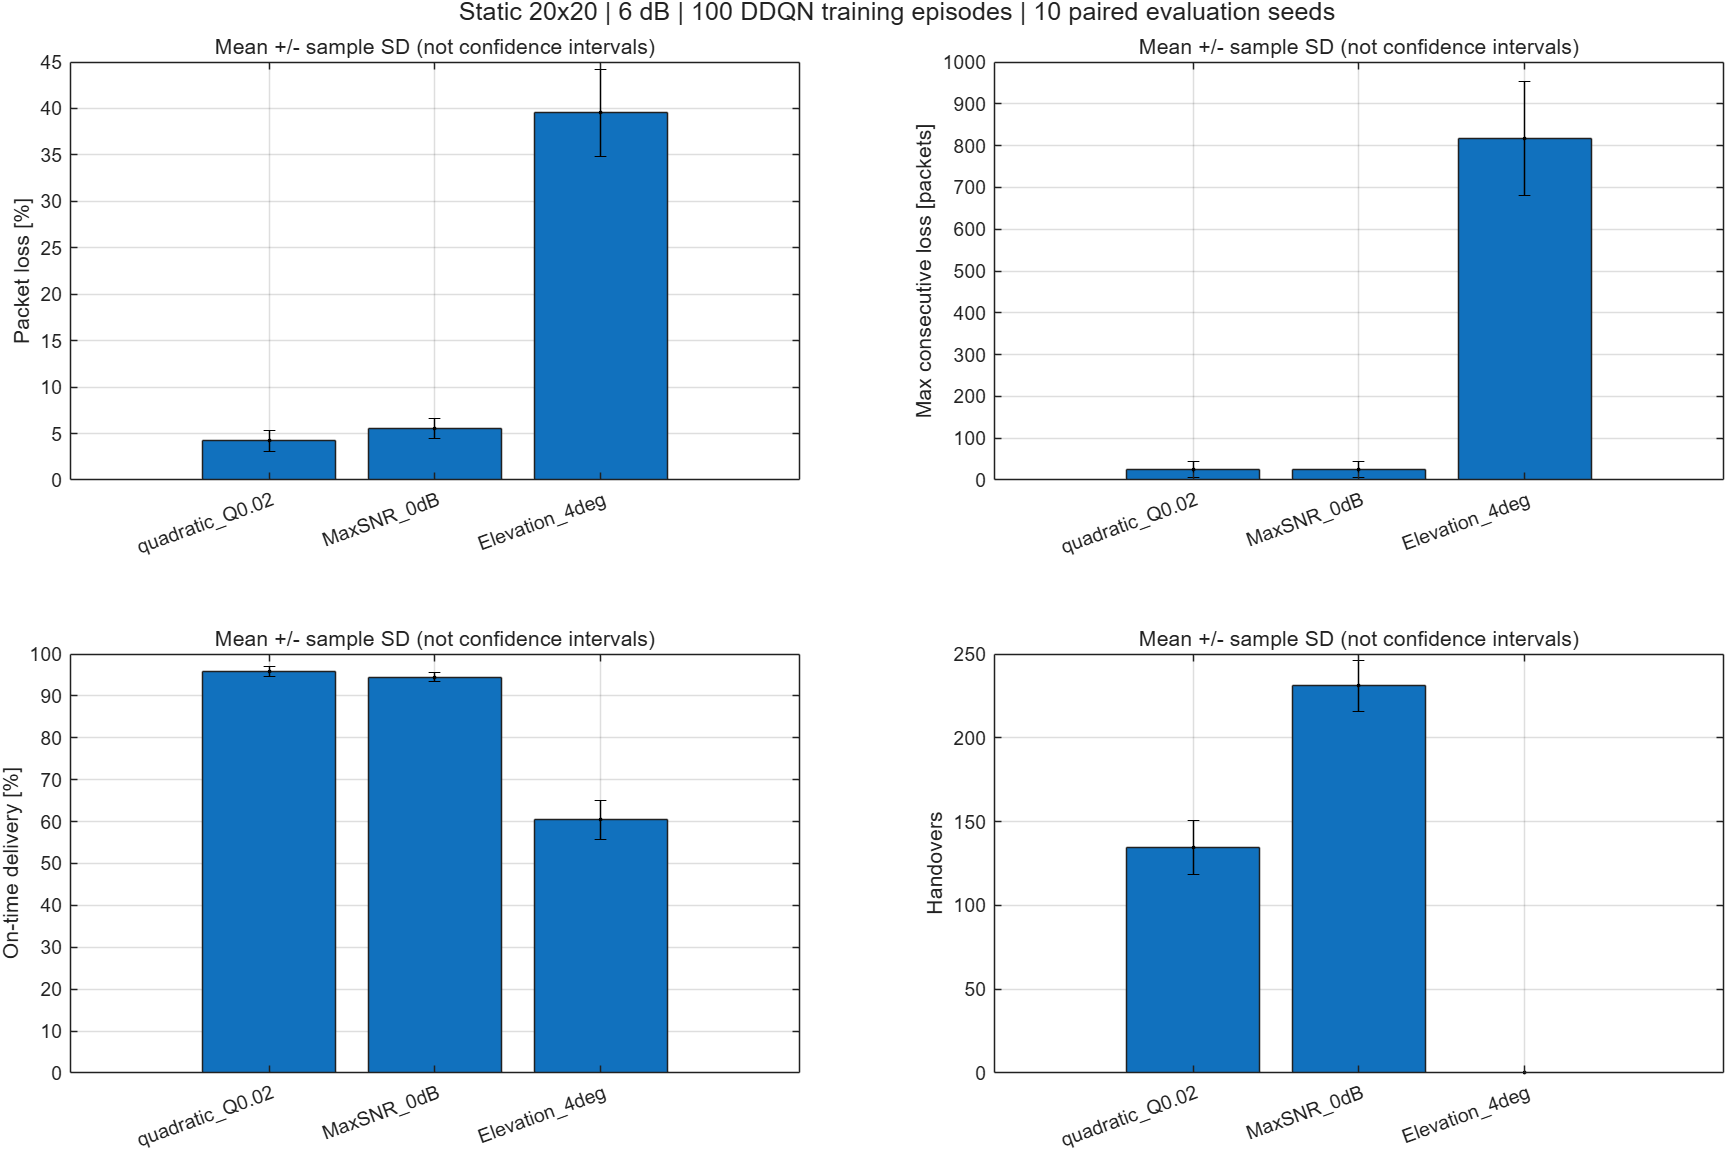 Static 20x20 | 6 dB | 100 DDQN training episodes | 10 paired evaluation seeds
Mean +/- sample SD (not confidence intervals)
Packet loss [%]
45
40
35
30
25
20
15
10
5
0
quadratic_Q0.02
MaxSNR_0dB
Elevation_4deg
Mean +/- sample SD (not confidence intervals)
Max consecutive loss [packets]
1000
900
800
700
600
500
400
300
200
100
0
quadratic_Q0.02
MaxSNR_0dB
Elevation_4deg
Mean +/- sample SD (not confidence intervals)
On-time delivery [%]
100
90
80
70
60
50
40
30
20
10
0
quadratic_Q0.02
MaxSNR_0dB
Elevation_4deg
Mean +/- sample SD (not confidence intervals)
Handovers
250
200
150
100
50
0
quadratic_Q0.02
MaxSNR_0dB
Elevation_4deg